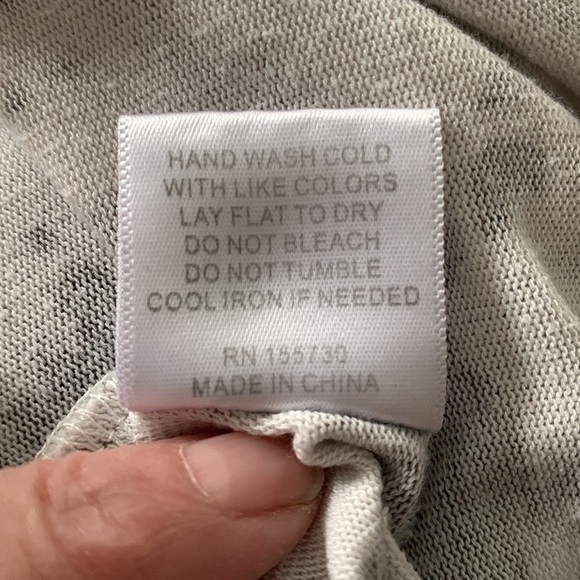 HAND WASH COLD
WITH LIKE COLORS
LAY FLAT TO DRY
DO NOT BLEACH
DO NOT TUMBLE
COOL IRON IF NEEDED
RN 155730
MADE IN CHINA